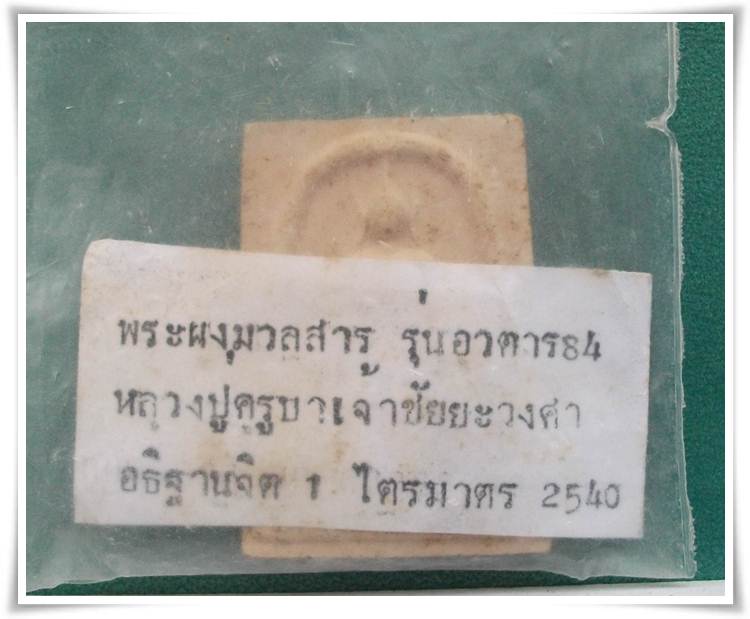 พระผงมวลสาร รุ่นอวตาร84
หลวงปู่ครูบาเจ้าชัยยะวงศา
อธิฐานจิต 1 ไตรมาตร 2540